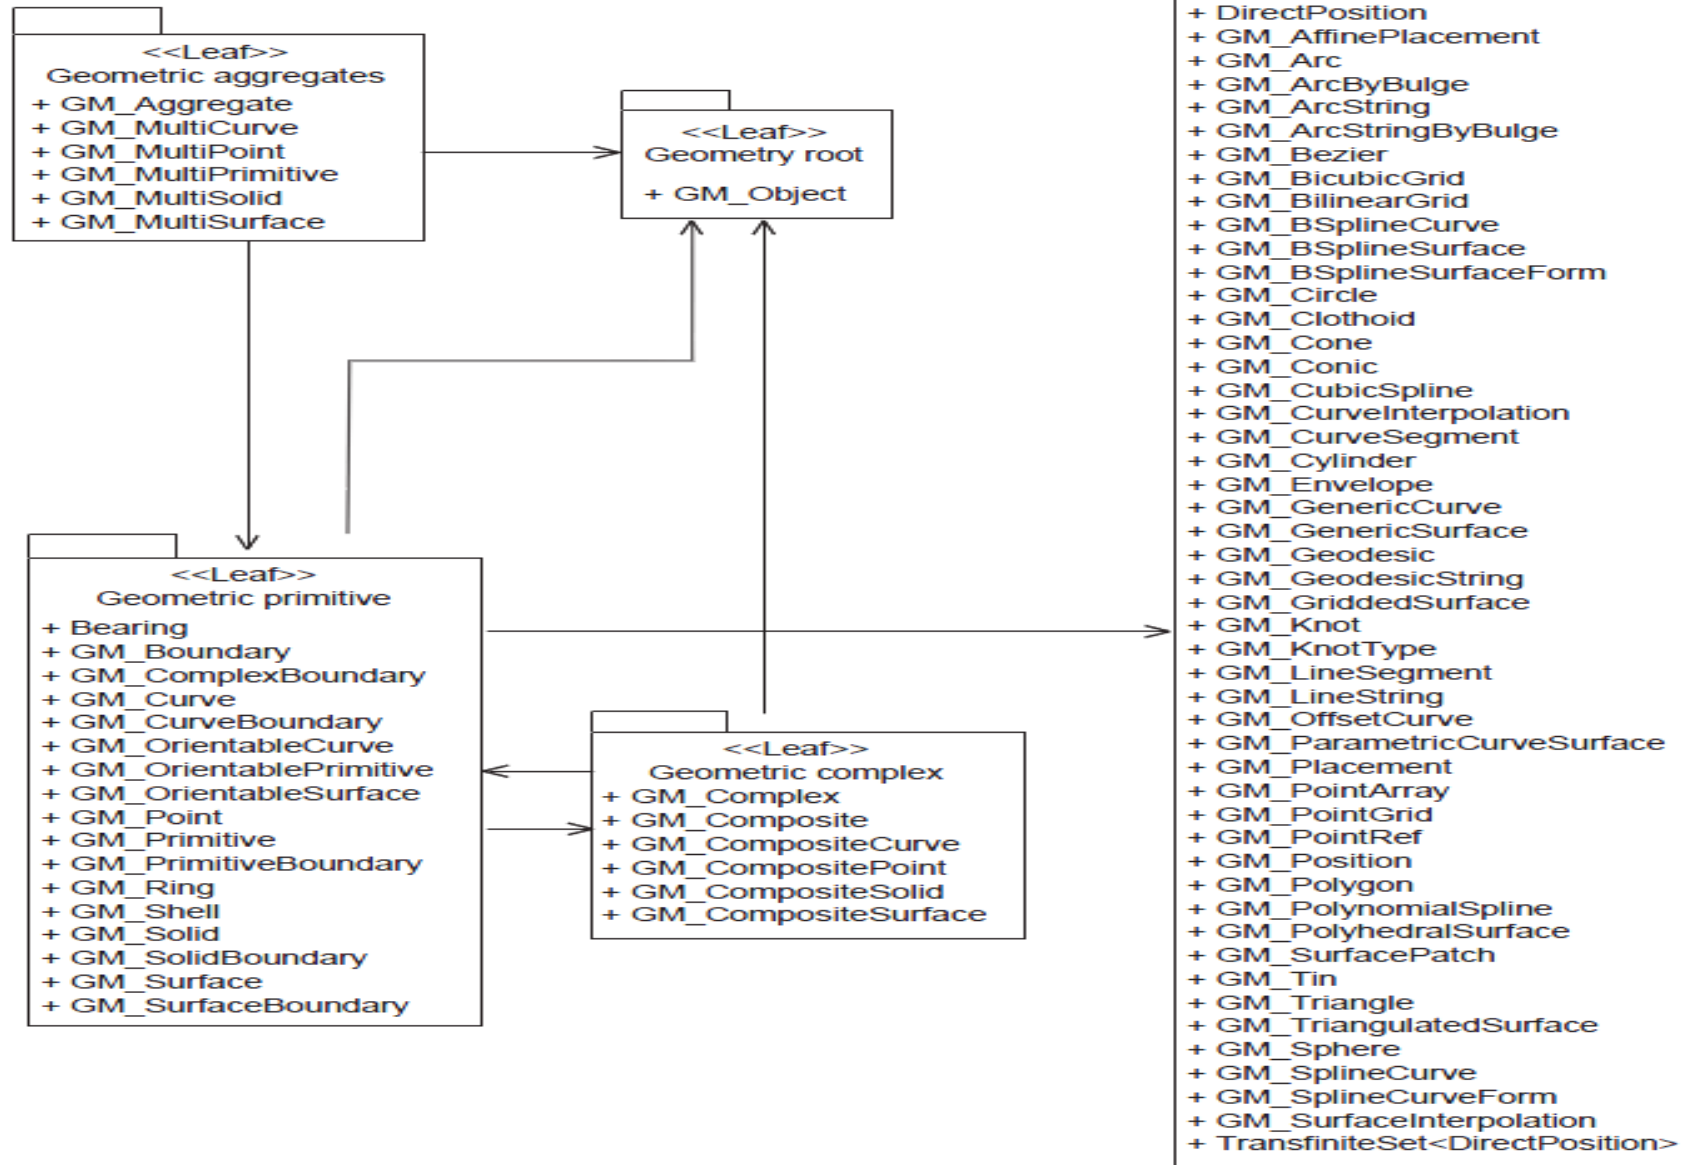 <<Leaf>>
Geometric aggregates
+ GM_Aggregate
+ GM_MultiCurve
+ GM_MultiPoint
+ GM_MultiPrimitive
+ GM_MultiSolid
+ GM_MultiSurface
<<Leaf>>
Geometry root
+ GM_Object
<<Leaf>>
Geometric primitive
+ Bearing
+ GM_Boundary
+ GM_ComplexBoundary
+ GM_Curve
+ GM_CurveBoundary
+ GM_OrientableCurve
+ GM_OrientablePrimitive
+ GM_OrientableSurface
+ GM_Point
+ GM_Primitive
+ GM_PrimitiveBoundary
+ GM_Ring
+ GM_Shell
+ GM_Solid
+ GM_SolidBoundary
+ GM_Surface
+ GM_SurfaceBoundary
<<Leaf>>
Geometric complex
+ GM_Complex
+ GM_Composite
+ GM_CompositeCurve
+ GM_CompositePoint
+ GM_CompositeSolid
+ GM_CompositeSurface
+ DirectPosition
+ GM_AffinePlacement
+ GM_Arc
+ GM_ArcByBulge
+ GM_ArcString
+ GM_ArcStringByBulge
+ GM_Bezier
+ GM_BicubicGrid
+ GM_BilinearGrid
+ GM_BSplineCurve
+ GM_BSplineSurface
+ GM_BSplineSurfaceForm
+ GM_Circle
+ GM_Clothoid
+ GM_Cone
+ GM_Conic
+ GM_CubicSpline
+ GM_CurveInterpolation
+ GM_CurveSegment
+ GM_Cylinder
+ GM_Envelope
+ GM_GenericCurve
+ GM_GenericSurface
+ GM_Geodesic
+ GM_GeodesicString
+ GM_GriddedSurface
+ GM_Knot
+ GM_KnotType
+ GM_LineSegment
+ GM_LineString
+ GM_OffsetCurve
+ GM_ParametricCurveSurface
+ GM_Placement
+ GM_PointArray
+ GM_PointGrid
+ GM_PointRef
+ GM_Position
+ GM_Polygon
+ GM_PolynomialSpline
+ GM_PolyhedralSurface
+ GM_SurfacePatch
+ GM_Tin
+ GM_Triangle
+ GM_TriangulatedSurface
+ GM_Sphere
+ GM_SplineCurve
+ GM_SplineCurveForm
+ GM_SurfaceInterpolation
+ TransfiniteSet<DirectPosition>